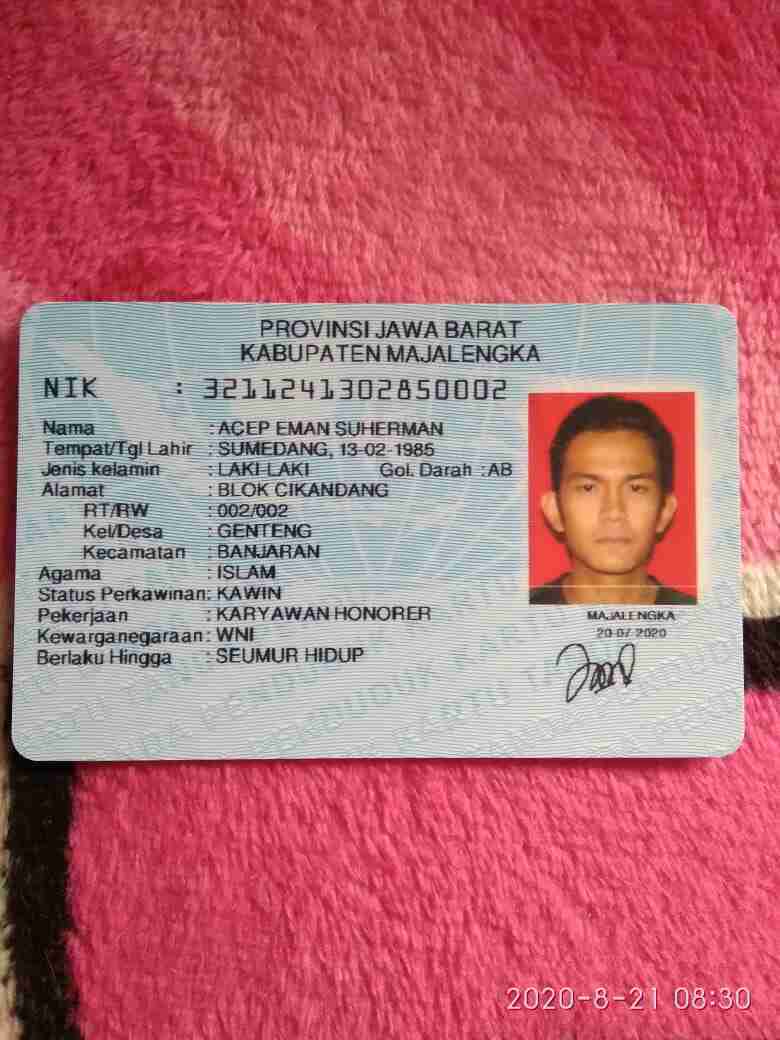 PROVINSI JAWA BARAT
KABUPATEN MAJALENGKA
NIK : 3211241302850002
Nama : ACEP EMAN SUHERMAN
Tempat/Tgl Lahir : SUMEDANG, 13-02-1985
Jenis kelamin : LAKI-LAKI Gol. Darah : AB
Alamat : BLOK CIKANDANG
RT/RW : 002/002
Kel/Desa : GENTENG
Kecamatan : BANJARAN
Agama : ISLAM
Status Perkawinan: KAWIN
Pekerjaan : KARYAWAN HONORER
Kewarganegaraan: WNI
Berlaku Hingga : SEUMUR HIDUP
MAJALENGKA
20-07-2020
2020-8-21 08:30